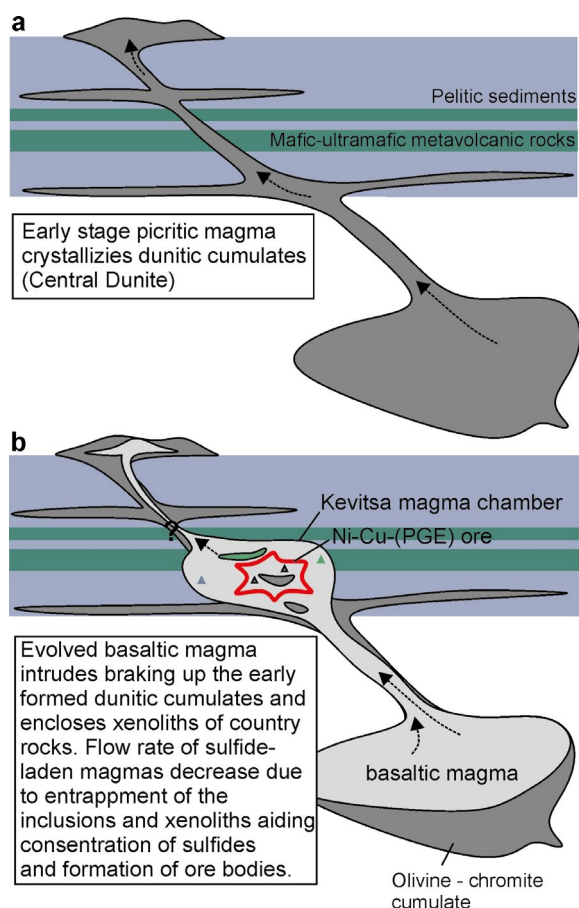 a
Pelitic sediments
Mafic-ultramafic metavolcanic rocks
Early stage picritic magma
crystallizies dunitic cumulates
(Central Dunite)
b
Kevitsa magma chamber
?
Ni-Cu-(PGE) ore
Evolved basaltic magma
intrudes braking up the early
formed dunitic cumulates and
encloses xenoliths of country
rocks. Flow rate of sulfide-
laden magmas decrease due
to entrappment of the
inclusions and xenoliths aiding
consentration of sulfides
and formation of ore bodies.
basaltic magma
Olivine - chromite
cumulate